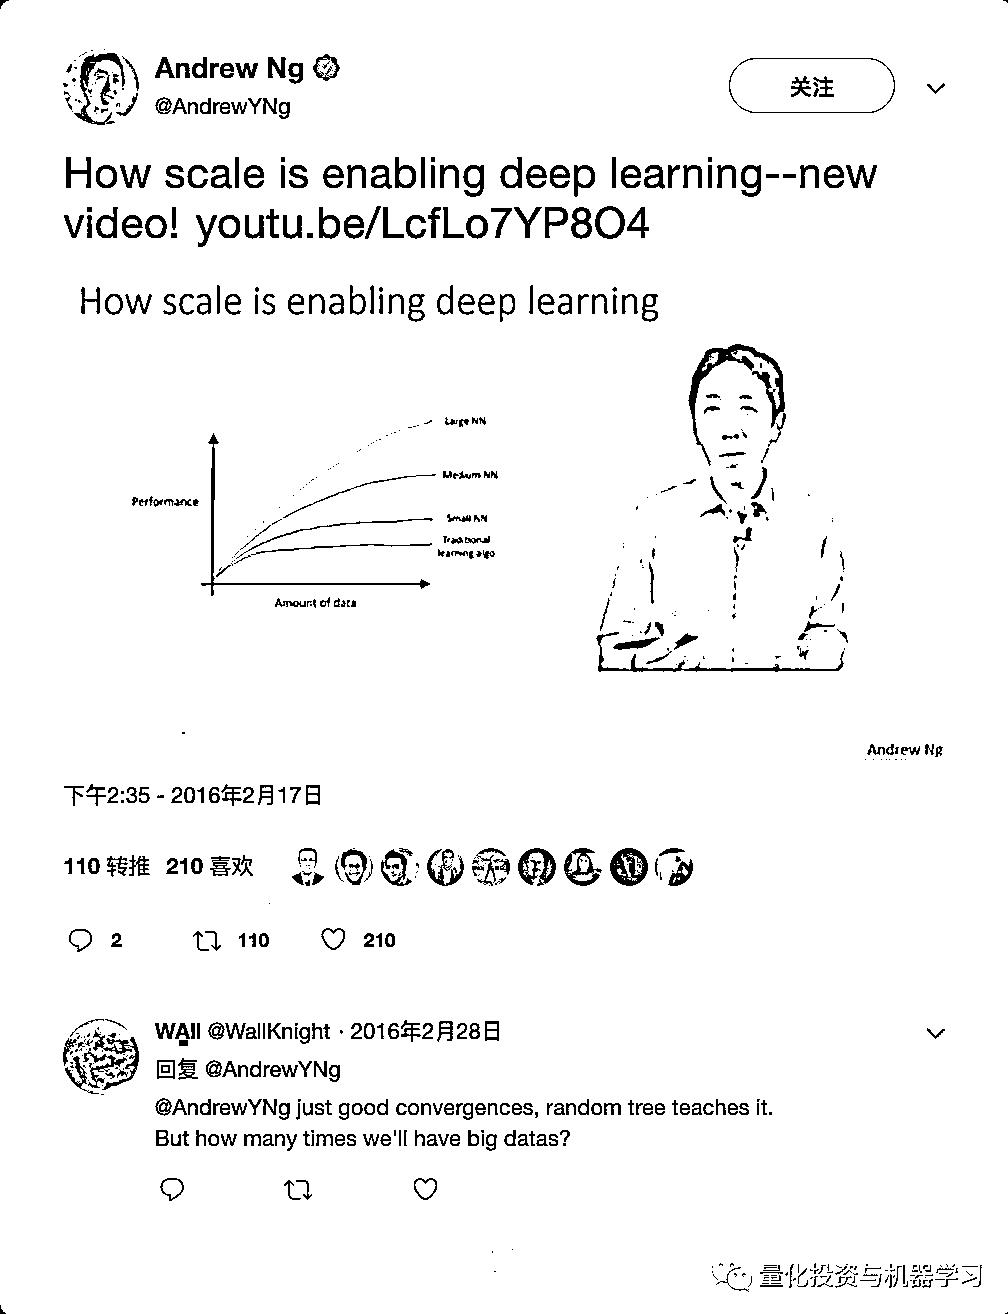 Andrew Ng
@AndrewYNg
关注
How scale is enabling deep learning--new
video! youtu.be/LcfLo7YP8O4
How scale is enabling deep learning
Large NN
Medium NN
Performance
Small NN
Traditional
learning algo
Amount of data
Andrew Ng
下午2:35 - 2016年2月17日
110 转推 210 喜欢
2 110 210
WAll @WallKnight · 2016年2月28日
回复 @AndrewYNg
@AndrewYNg just good convergences, random tree teaches it.
But how many times we'll have big datas?
量化投资与机器学习